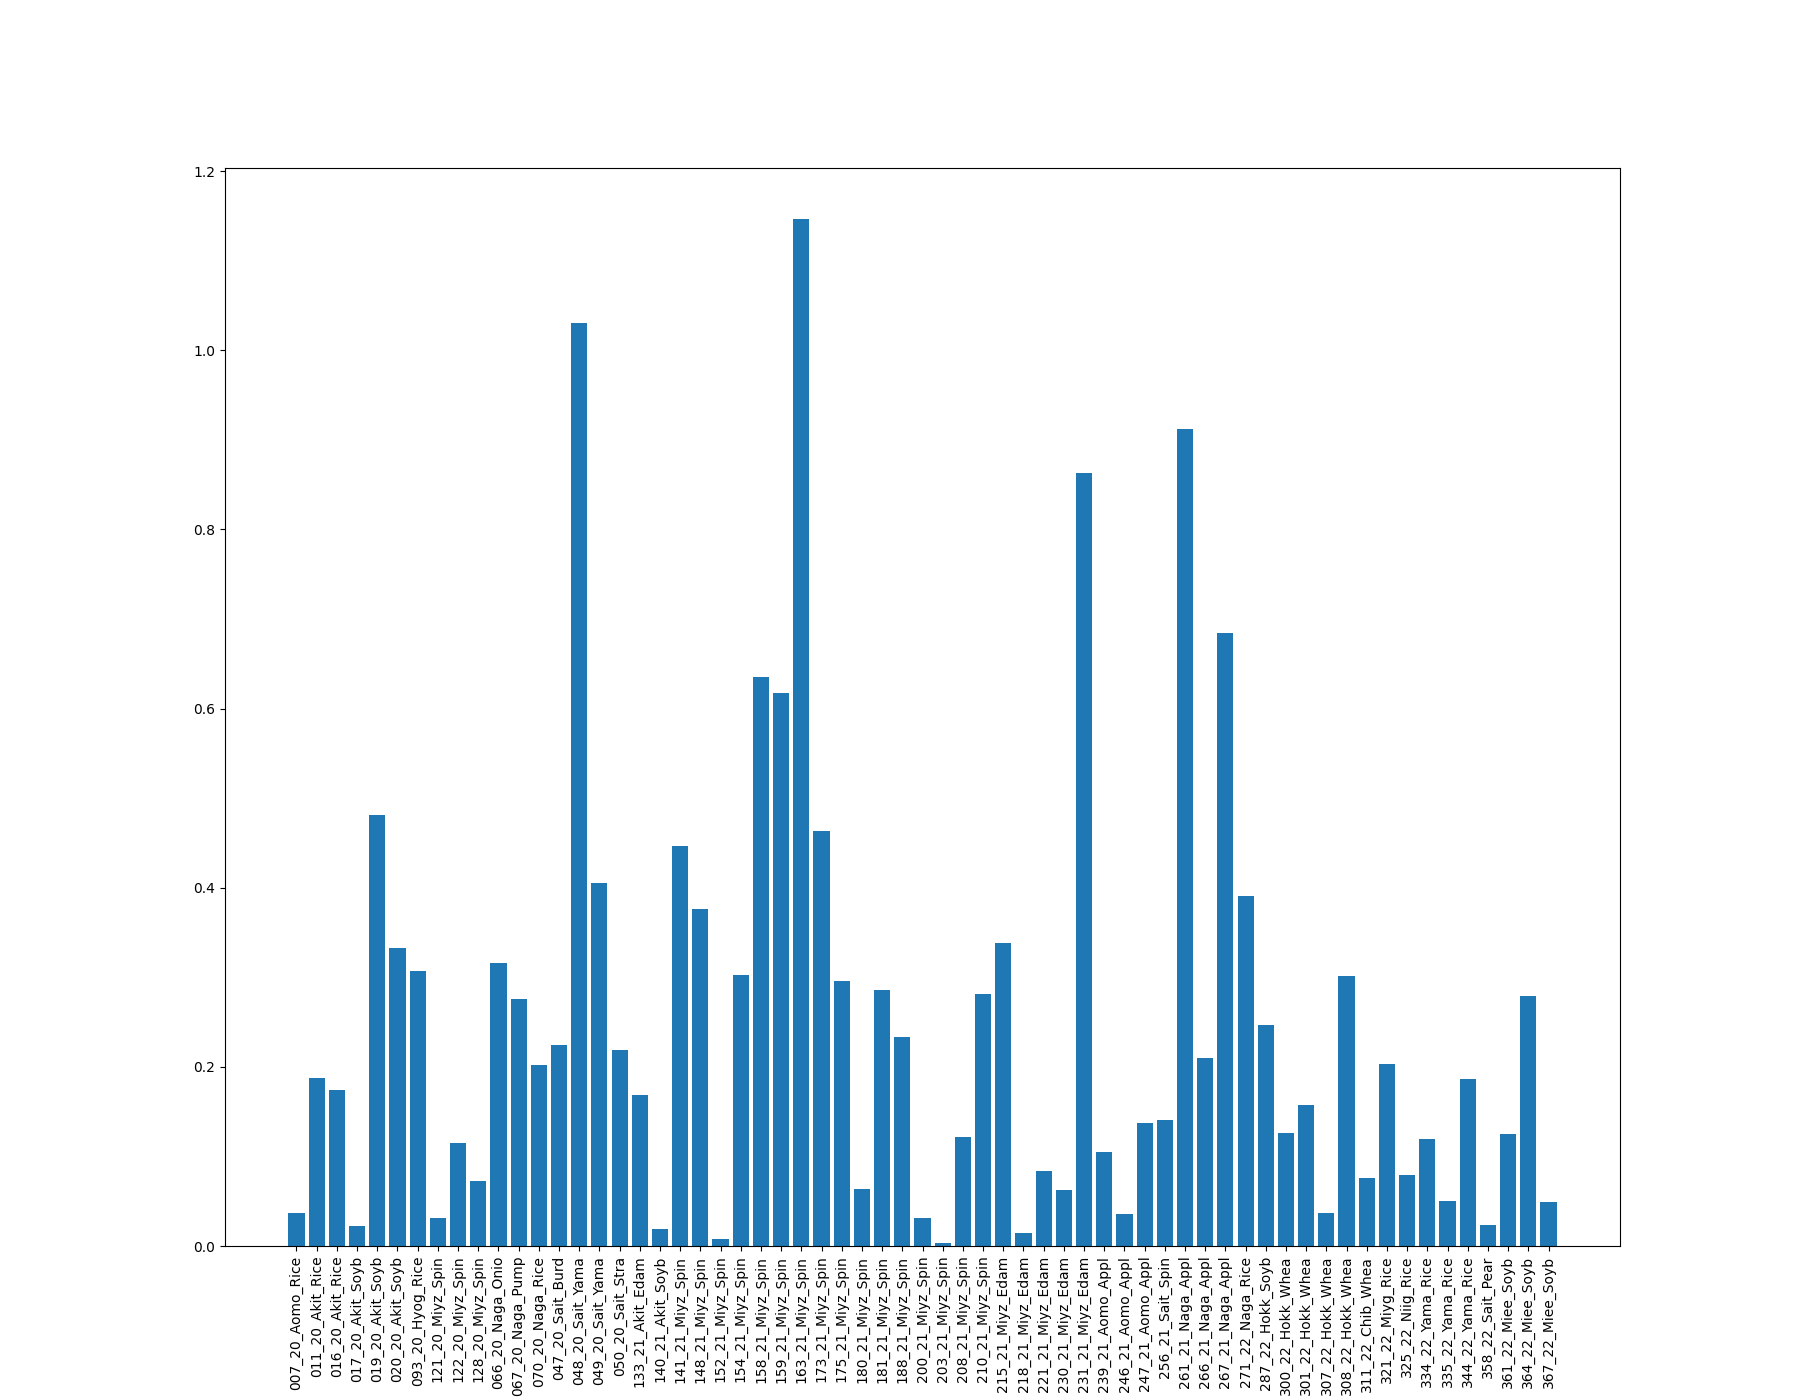 1.2
1.0
0.8
0.6
0.4
0.2
0.0
007_20_Aomo_Rice
011_20_Akit_Rice
016_20_Akit_Rice
017_20_Akit_Soyb
019_20_Akit_Soyb
020_20_Akit_Soyb
093_20_Hyog_Rice
121_20_Miyz_Spin
122_20_Miyz_Spin
128_20_Miyz_Spin
066_20_Naga_Onio
067_20_Naga_Pump
070_20_Naga_Rice
047_20_Sait_Burd
048_20_Sait_Yama
049_20_Sait_Yama
050_20_Sait_Stra
133_21_Akit_Edam
140_21_Akit_Soyb
141_21_Miyz_Spin
148_21_Miyz_Spin
152_21_Miyz_Spin
154_21_Miyz_Spin
158_21_Miyz_Spin
159_21_Miyz_Spin
163_21_Miyz_Spin
173_21_Miyz_Spin
175_21_Miyz_Spin
180_21_Miyz_Spin
181_21_Miyz_Spin
188_21_Miyz_Spin
200_21_Miyz_Spin
203_21_Miyz_Spin
208_21_Miyz_Spin
210_21_Miyz_Spin
215_21_Miyz_Edam
218_21_Miyz_Edam
221_21_Miyz_Edam
230_21_Miyz_Edam
231_21_Miyz_Edam
239_21_Aomo_Appl
246_21_Aomo_Appl
247_21_Aomo_Appl
256_21_Sait_Spin
261_21_Naga_Appl
266_21_Naga_Appl
267_21_Naga_Appl
271_22_Naga_Rice
287_22_Hokk_Soyb
300_22_Hokk_Whea
301_22_Hokk_Whea
307_22_Hokk_Whea
308_22_Hokk_Whea
311_22_Chib_Whea
321_22_Miyg_Rice
325_22_Niig_Rice
334_22_Yama_Rice
335_22_Yama_Rice
344_22_Yama_Rice
358_22_Sait_Pear
361_22_Miee_Soyb
364_22_Miee_Soyb
367_22_Miee_Soyb